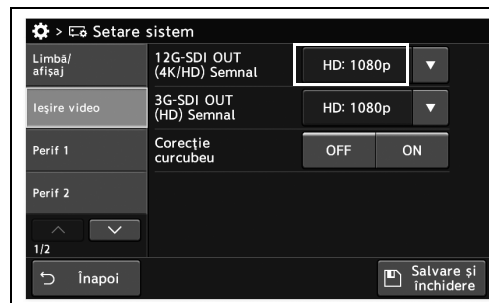 > Setare sistem
Limbă/
afișaj
Ieșire video
Perif 1
Perif 2
1/2
12G-SDI OUT
(4K/HD) Semnal
HD: 1080p
3G-SDI OUT
(HD) Semnal
HD: 1080p
Corecţie
curcubeu
OFF ON
Înapoi
Salvare și
închidere